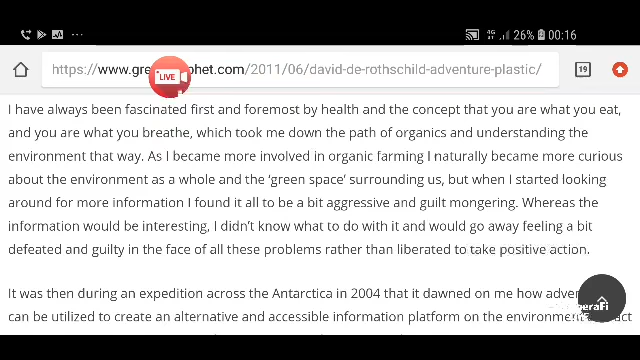 26% 00:16
https://www.gree phet.com/2011/06/david-de-rothschild-adventure-plastic/ 19
LIVE
I have always been fascinated first and foremost by health and the concept that you are what you eat,
and you are what you breathe, which took me down the path of organics and understanding the
environment that way. As I became more involved in organic farming I naturally became more curious
about the environment as a whole and the ‘green space’ surrounding us, but when I started looking
around for more information I found it all to be a bit aggressive and guilt mongering. Whereas the
information would be interesting, I didn’t know what to do with it and would go away feeling a bit
defeated and guilty in the face of all these problems rather than liberated to take positive action.
It was then during an expedition across the Antarctica in 2004 that it dawned on me how
can be utilized to create an alternative and accessible information platform on the